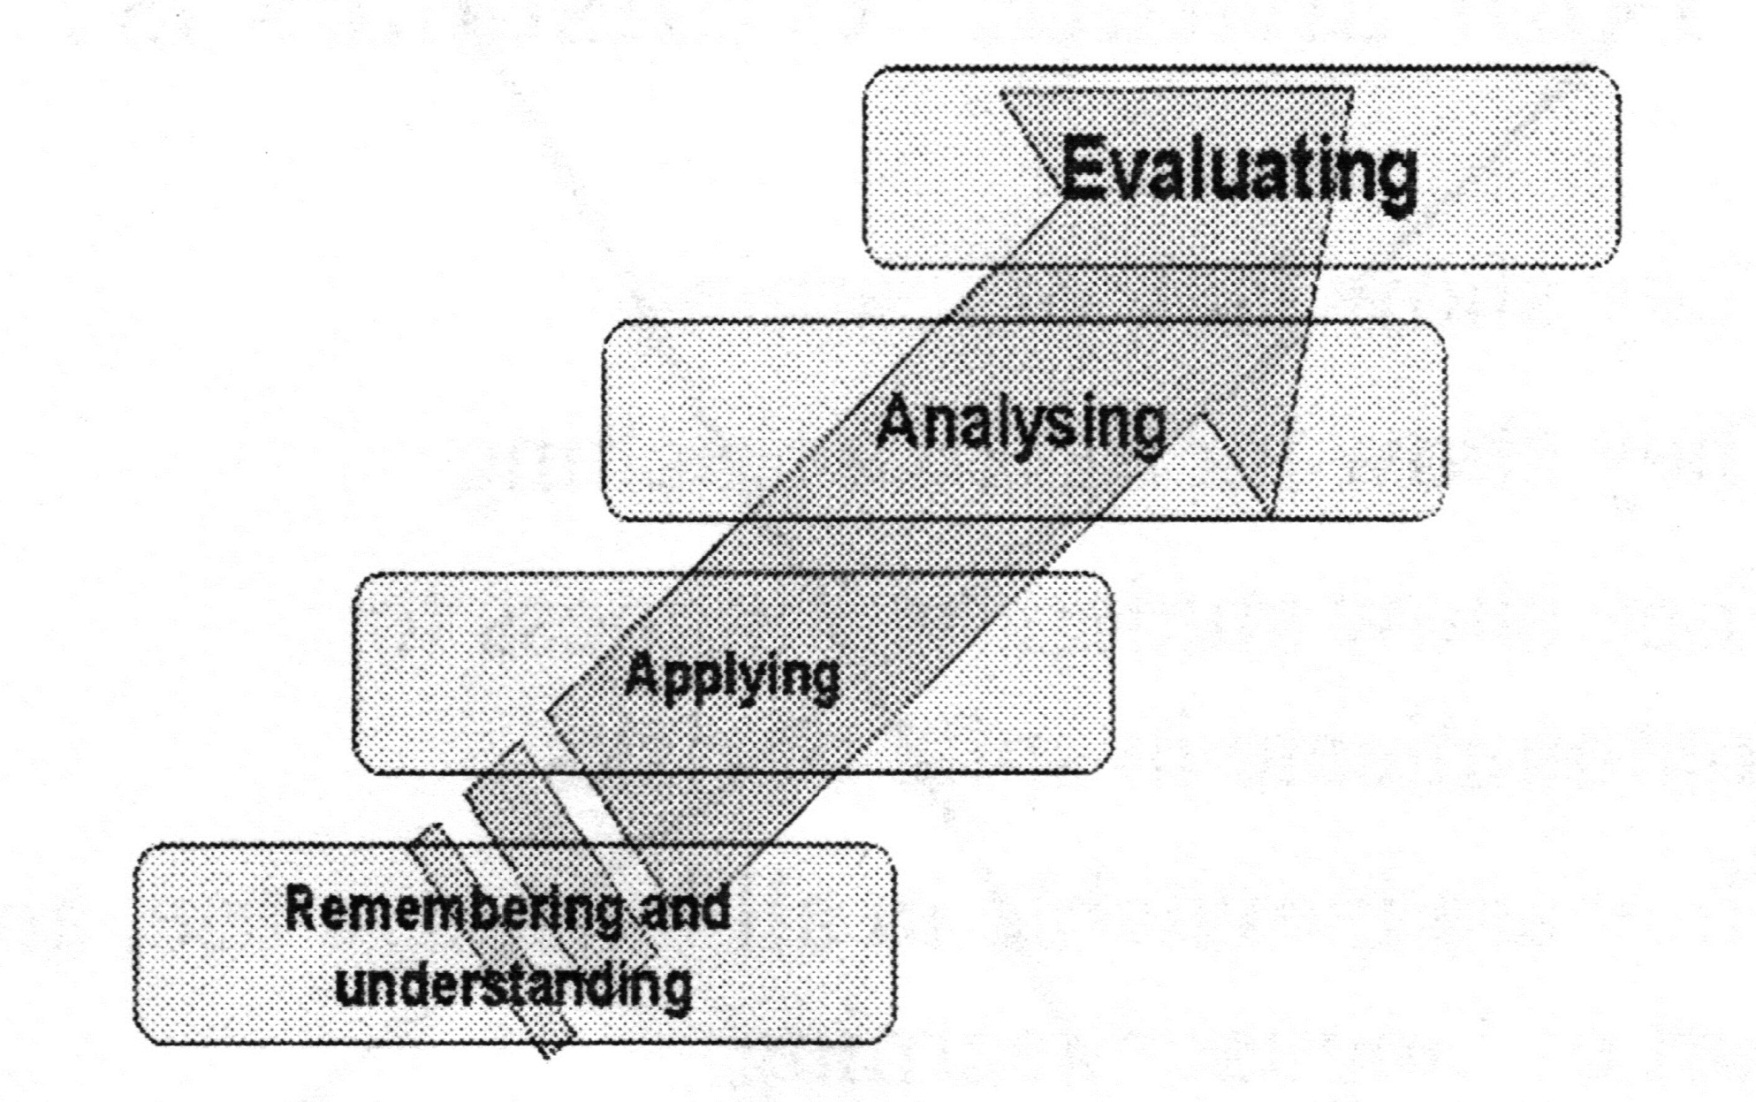 Evaluating
Analysing
Applying
Remembering and
understanding